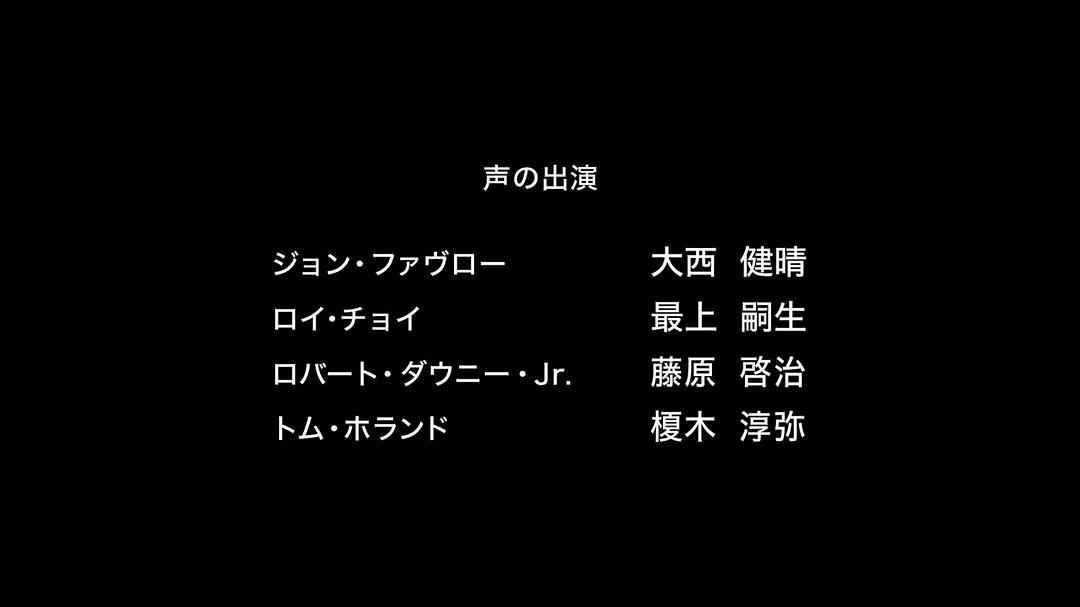 声の出演
ジョン・ファヴロー 大西 健晴
ロイ・チョイ 最上 嗣生
ロバート・ダウニー・Jr. 藤原 啓治
トム・ホランド 榎木 淳弥